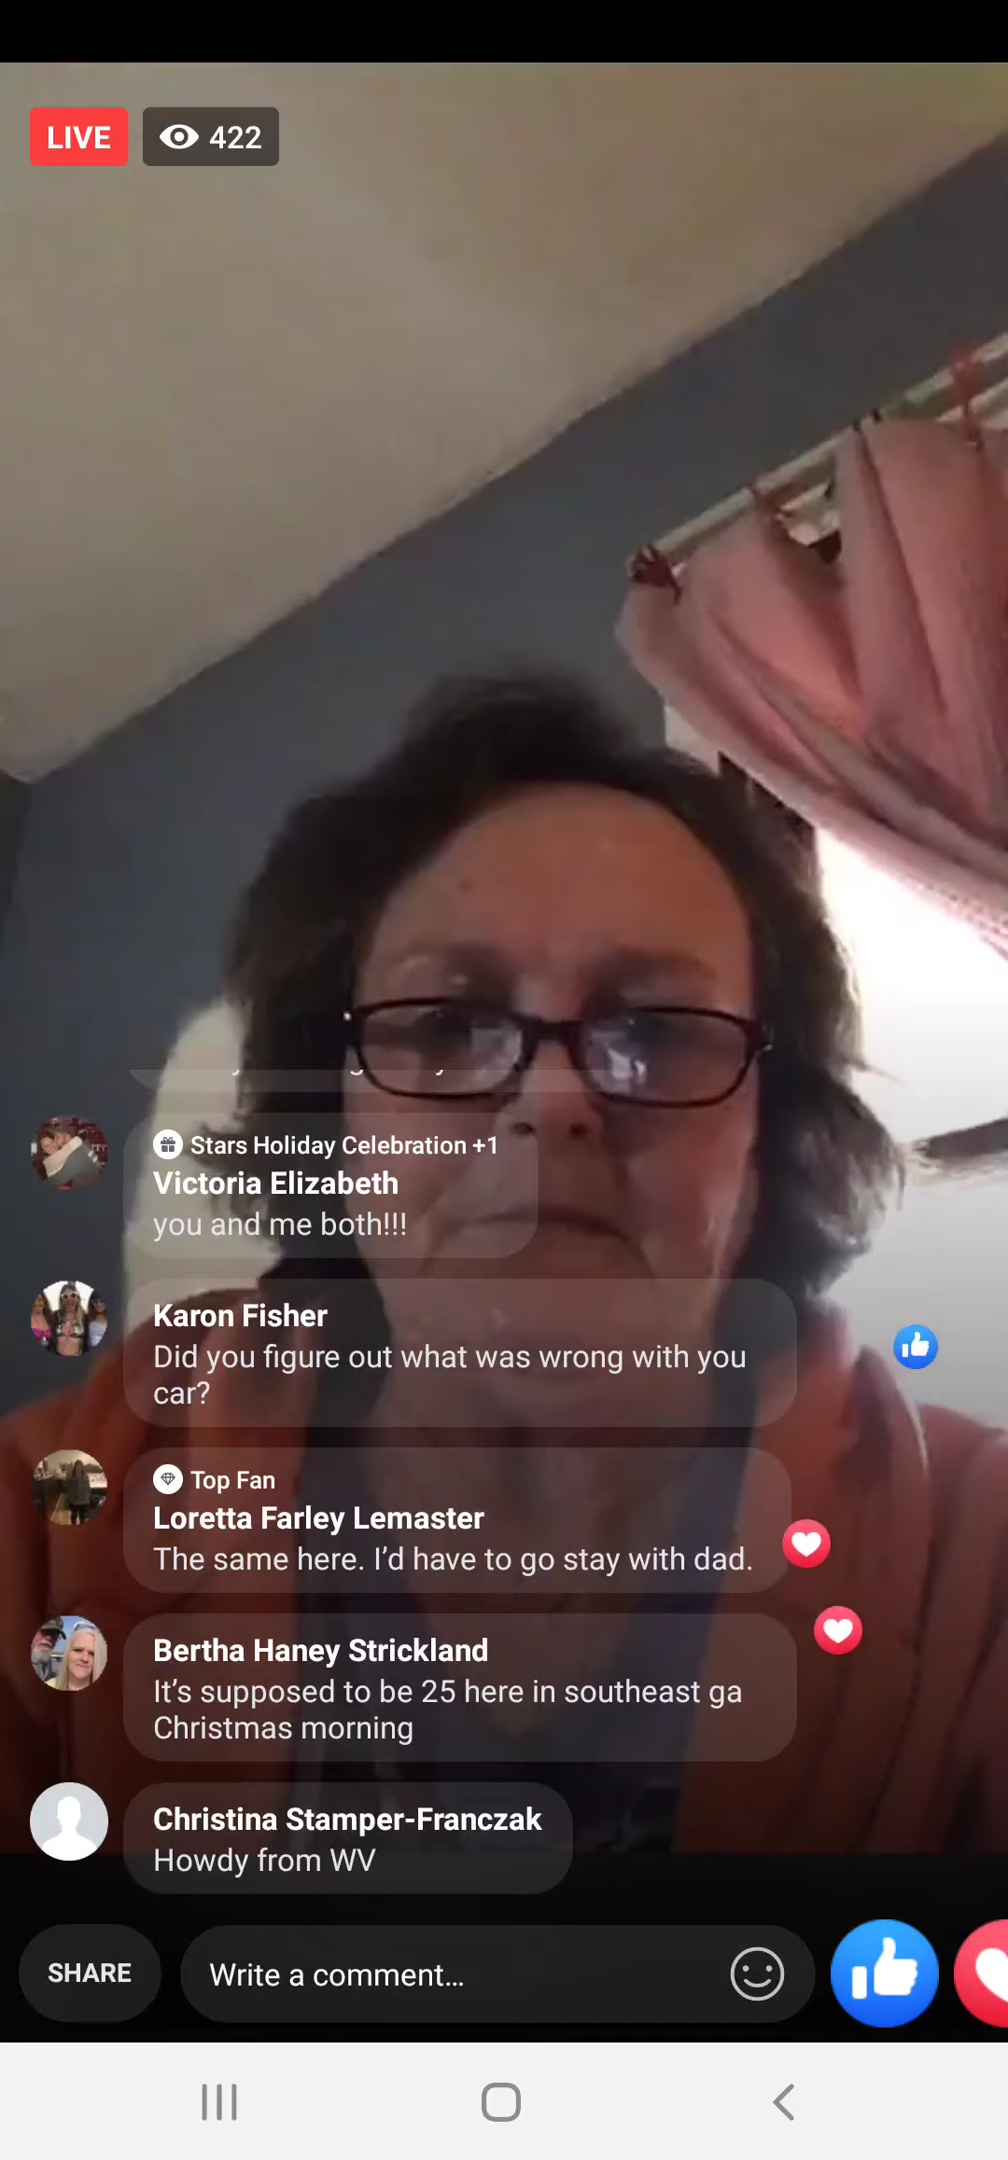 LIVE 422
Stars Holiday Celebration +1
Victoria Elizabeth
you and me both!!!
Karon Fisher
Did you figure out what was wrong with you
car?
Top Fan
Loretta Farley Lemaster
The same here. I'd have to go stay with dad.
Bertha Haney Strickland
It's supposed to be 25 here in southeast ga
Christmas morning
Christina Stamper-Franczak
Howdy from WV
SHARE Write a comment...